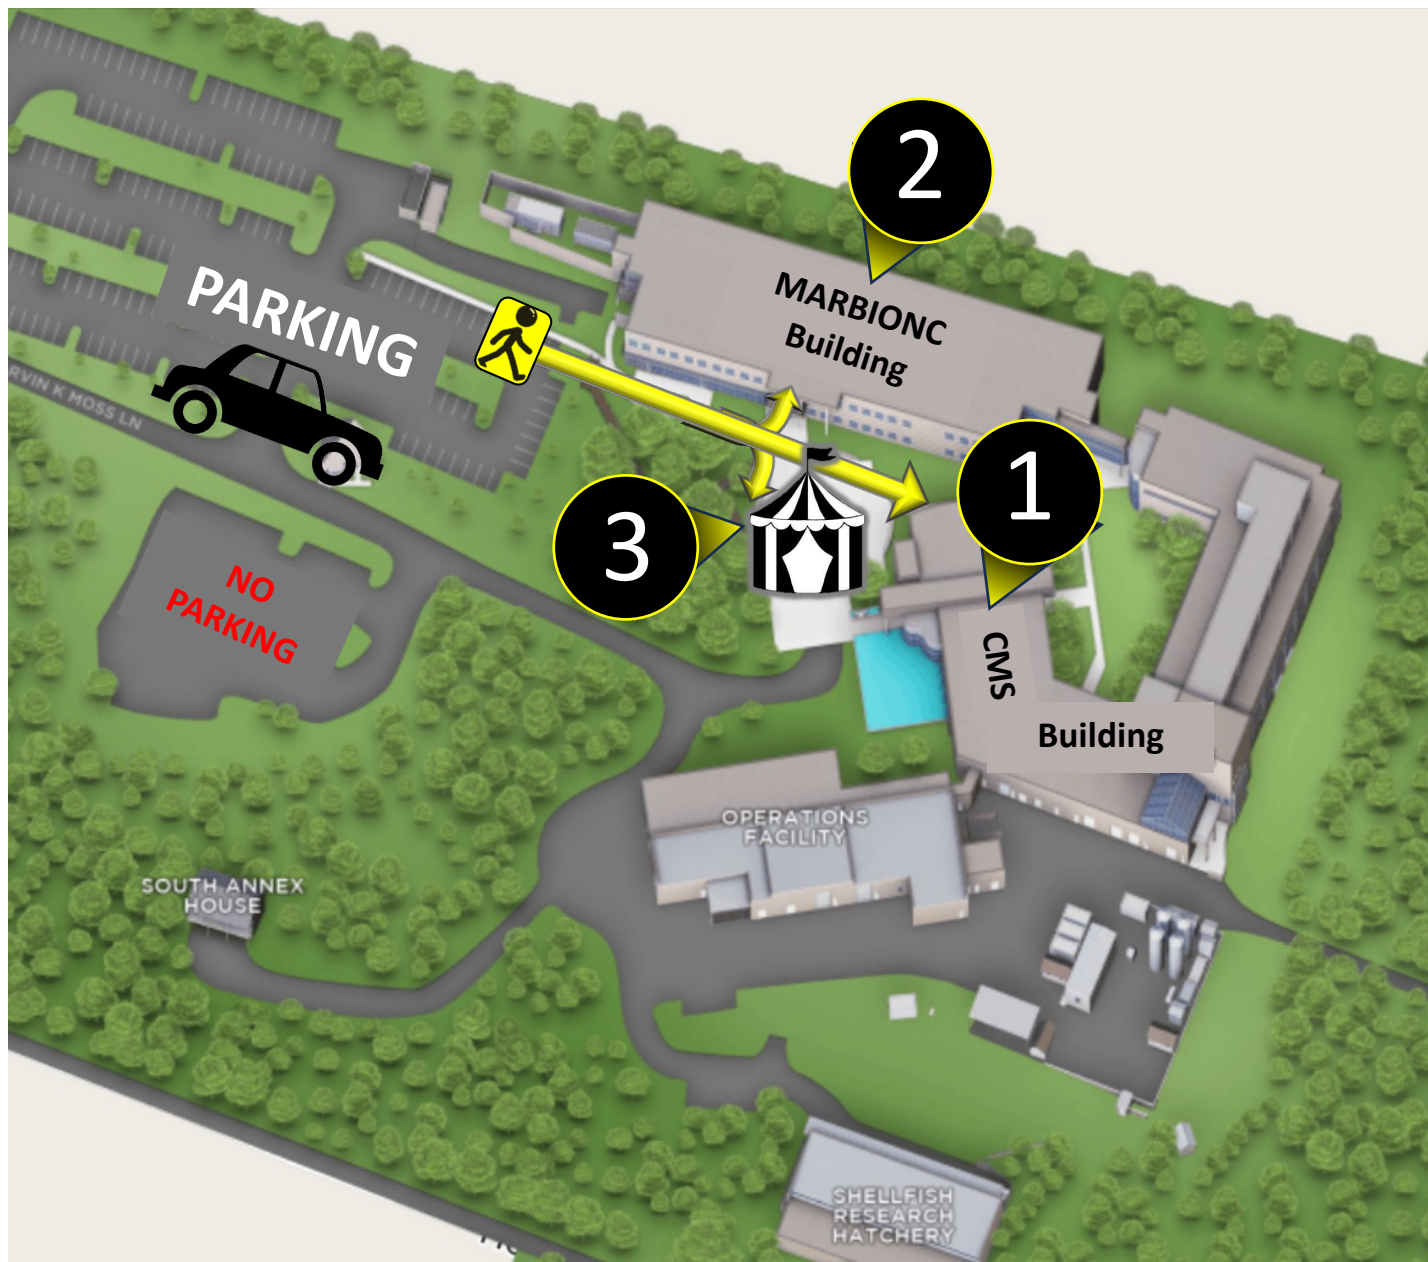 2
MARBIONC
Building
PARKING
RVIN K MOSS LN
1
3
NO
PARKING
CMS
Building
OPERATIONS
FACILITY
SOUTH ANNEX
HOUSE
SHELLFISH
RESEARCH
HATCHERY